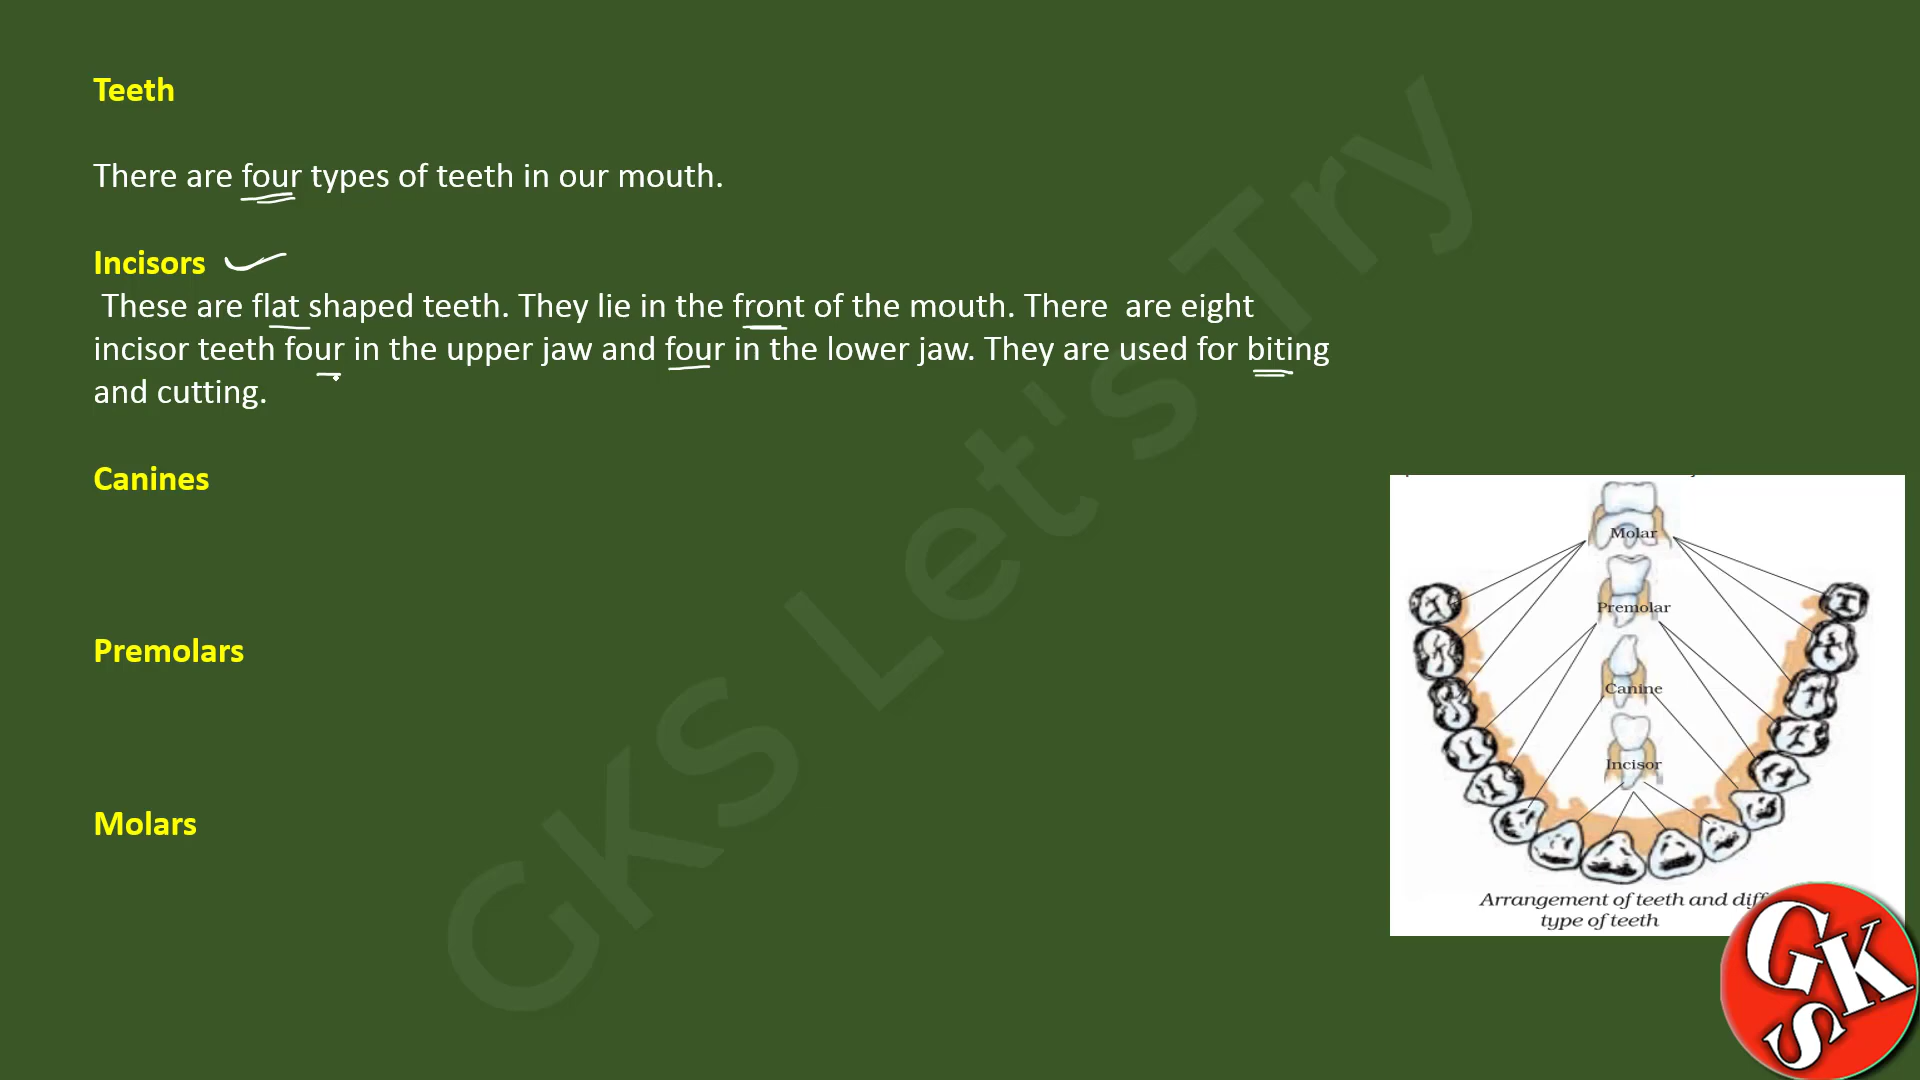 Teeth
There are four types of teeth in our mouth.
Incisors
These are flat shaped teeth. They lie in the front of the mouth. There are eight
incisor teeth four in the upper jaw and four in the lower jaw. They are used for biting
and cutting.
Canines
Premolars
Molars
Molar
Premolar
Canine
Incisor
Arrangement of teeth and
type of teeth
GKS Let's Try
GKS